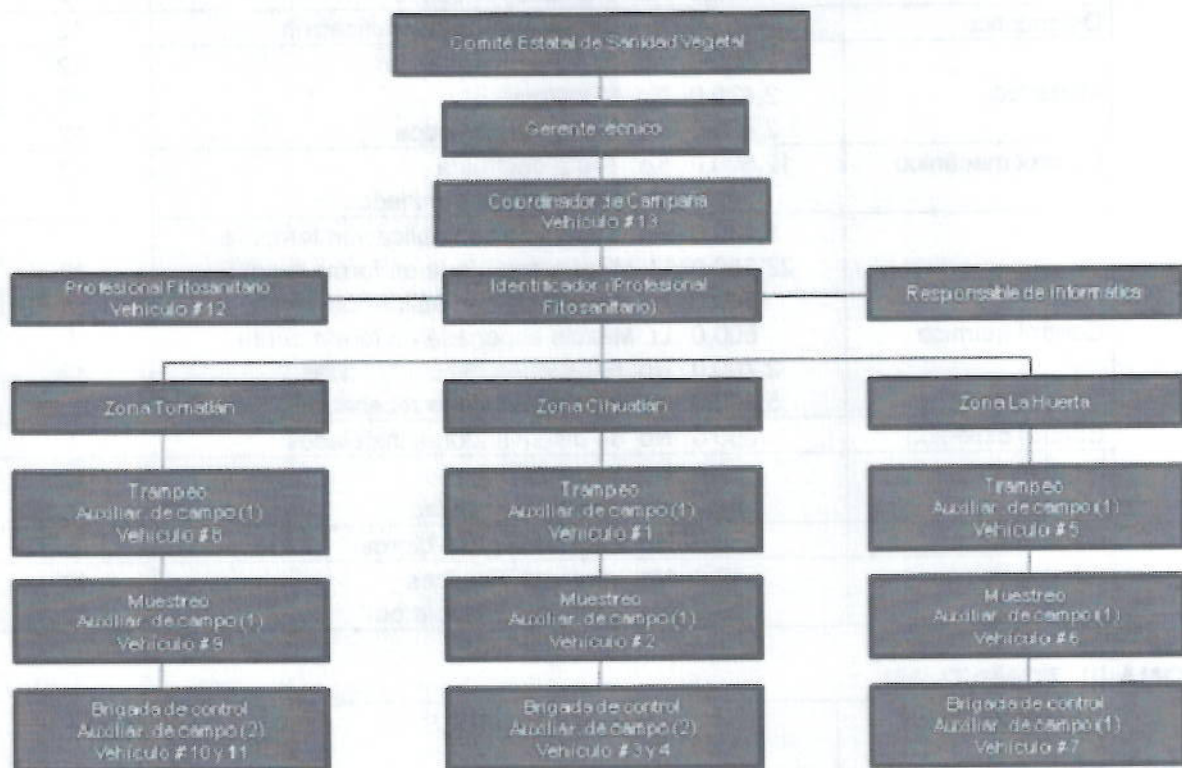 Comité Estatal de Sanidad Vegetal
Gerente técnico
Coordinador de Campaña
Vehículo #13
Profesional Fitosanitario
Vehículo #12
Identificador (Profesional
Fitosanitario)
Responsable de Informática
Zona Tomatlán
Zona Cihuatlán
Zona La Huerta
Trampeo
Auxiliar. de campo (1)
Vehículo #8
Trampeo
Auxiliar. de campo (1)
Vehículo #1
Trampeo
Auxiliar. de campo (1)
Vehículo #5
Muestreo
Auxiliar. de campo (1)
Vehículo #9
Muestreo
Auxiliar. de campo (1)
Vehículo #2
Muestreo
Auxiliar. de campo (1)
Vehículo #6
Brigada de control
Auxiliar. de campo (2)
Vehículo #10 y 11
Brigada de control
Auxiliar. de campo (2)
Vehículo #3 y 4
Brigada de control
Auxiliar. de campo (1)
Vehículo #7